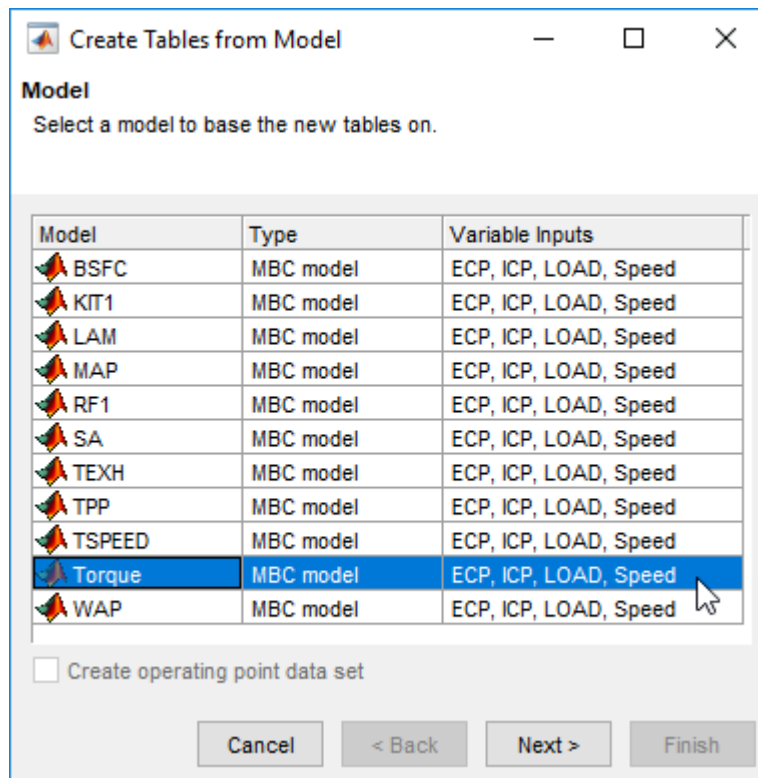 Create Tables from Model
Model
Select a model to base the new tables on.
Model Type Variable Inputs
BSFC MBC model ECP, ICP, LOAD, Speed
KIT1 MBC model ECP, ICP, LOAD, Speed
LAM MBC model ECP, ICP, LOAD, Speed
MAP MBC model ECP, ICP, LOAD, Speed
RF1 MBC model ECP, ICP, LOAD, Speed
SA MBC model ECP, ICP, LOAD, Speed
TEXH MBC model ECP, ICP, LOAD, Speed
TPP MBC model ECP, ICP, LOAD, Speed
TSPEED MBC model ECP, ICP, LOAD, Speed
Torque MBC model ECP, ICP, LOAD, Speed
WAP MBC model ECP, ICP, LOAD, Speed
Create operating point data set
Cancel < Back Next > Finish